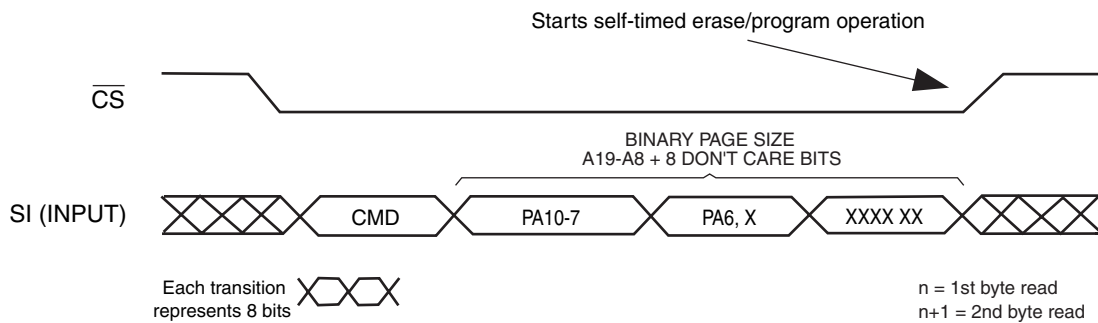 Starts self-timed erase/program operation
CS
BINARY PAGE SIZE
A19-A8 + 8 DON'T CARE BITS
SI (INPUT)
CMD
PA10-7
PA6, X
XXXX XX
Each transition
represents 8 bits
n = 1st byte read
n+1 = 2nd byte read